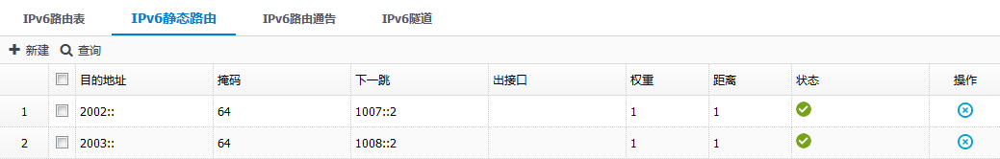 IPv6路由表 IPv6静态路由 IPv6路由通告 IPv6隧道
新建 查询
目的地址 掩码 下一跳 出接口 权重 距离 状态 操作
1 2002:: 64 1007::2 1 1
2 2003:: 64 1008::2 1 1